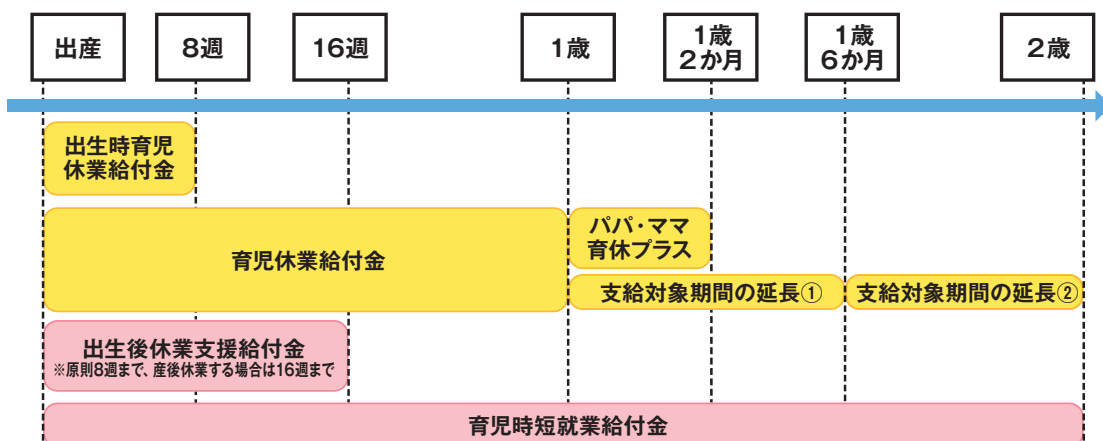 出産
8週
16週
1歳
1歳
2か月
1歳
6か月
2歳
出生時育児
休業給付金
育児休業給付金
パパ・ママ
育休プラス
支給対象期間の延長①
支給対象期間の延長②
出生後休業支援給付金
※原則8週まで、産後休業する場合は16週まで
育児時短就業給付金